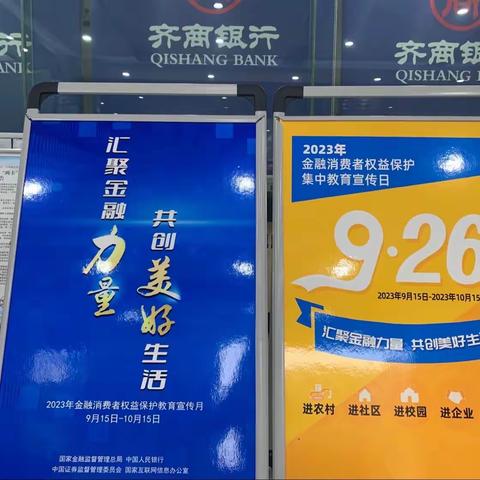 齐商银行
QISHANG BANK
齐商银行
QISHANG BANK
汇聚金融力量
共创美好生活
2023年金融消费者权益保护教育宣传月
9月15日-10月15日
国家金融监督管理总局 中国人民银行
中国证券监督管理委员会 国家互联网信息办公室
2023年
金融消费者权益保护
集中教育宣传日
9·26
2023年9月15日-2023年10月15
汇聚金融力量 共创美好生
进农村 进社区 进校园 进企业